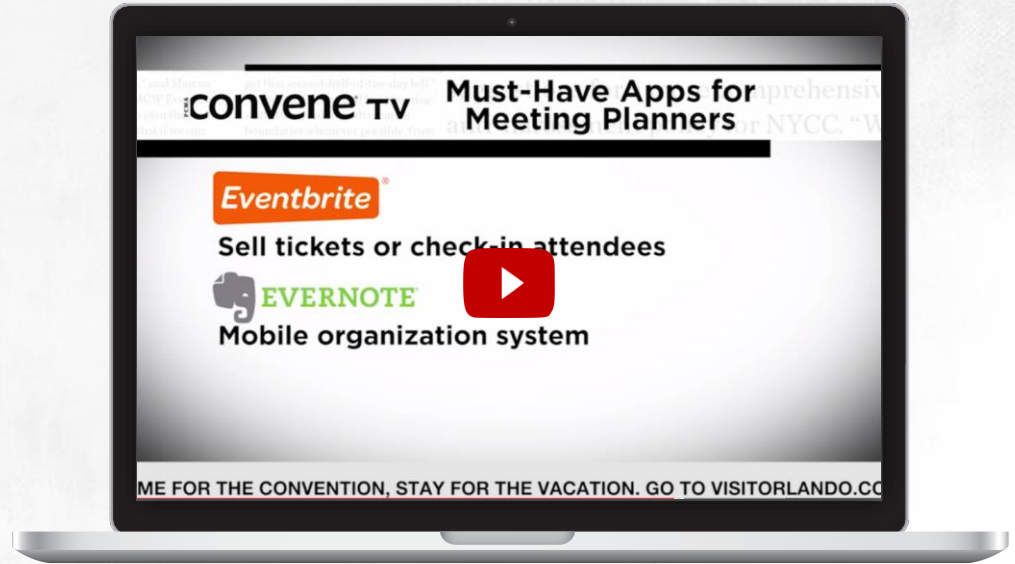 PCMA convene TV
Must-Have Apps for
Meeting Planners
Eventbrite®
Sell tickets or check-in attendees
EVERNOTE
Mobile organization system
ME FOR THE CONVENTION, STAY FOR THE VACATION. GO TO VISITORLANDO.CO